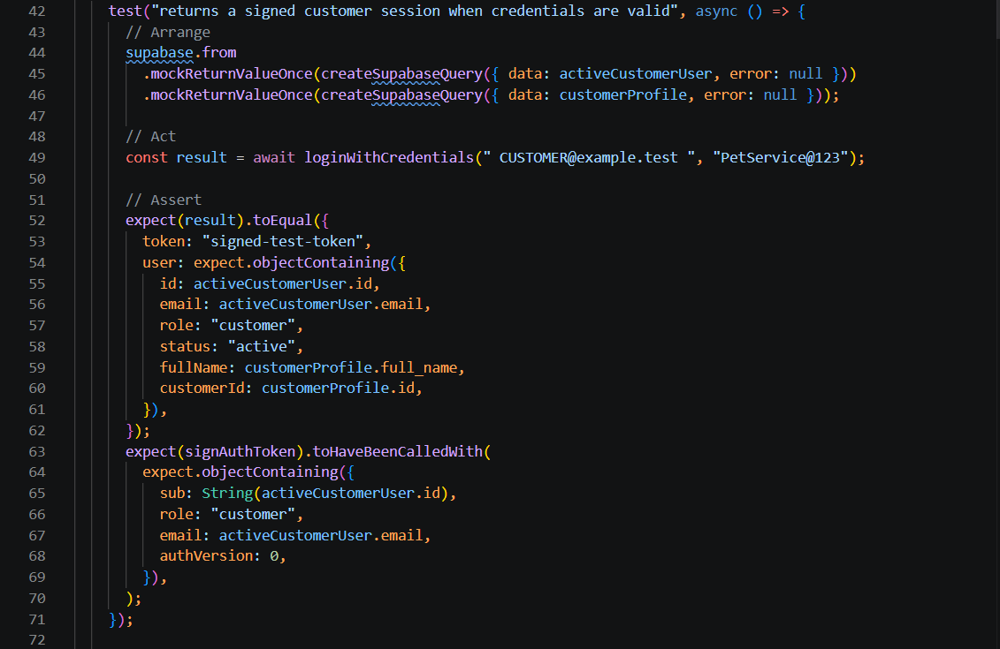 42 test("returns a signed customer session when credentials are valid", async () => {
43 // Arrange
44 supabase.from
45 .mockReturnValueOnce(createSupabaseQuery({ data: activeCustomerUser, error: null }))
46 .mockReturnValueOnce(createSupabaseQuery({ data: customerProfile, error: null }));
47
48 // Act
49 const result = await loginWithCredentials(" CUSTOMER@example.test ", "PetService@123");
50
51 // Assert
52 expect(result).toEqual({
53 token: "signed-test-token",
54 user: expect.objectContaining({
55 id: activeCustomerUser.id,
56 email: activeCustomerUser.email,
57 role: "customer",
58 status: "active",
59 fullName: customerProfile.full_name,
60 customerId: customerProfile.id,
61 }),
62 });
63 expect(signAuthToken).toHaveBeenCalledWith(
64 expect.objectContaining({
65 sub: String(activeCustomerUser.id),
66 role: "customer",
67 email: activeCustomerUser.email,
68 authVersion: 0,
69 }),
70 );
71 });
72